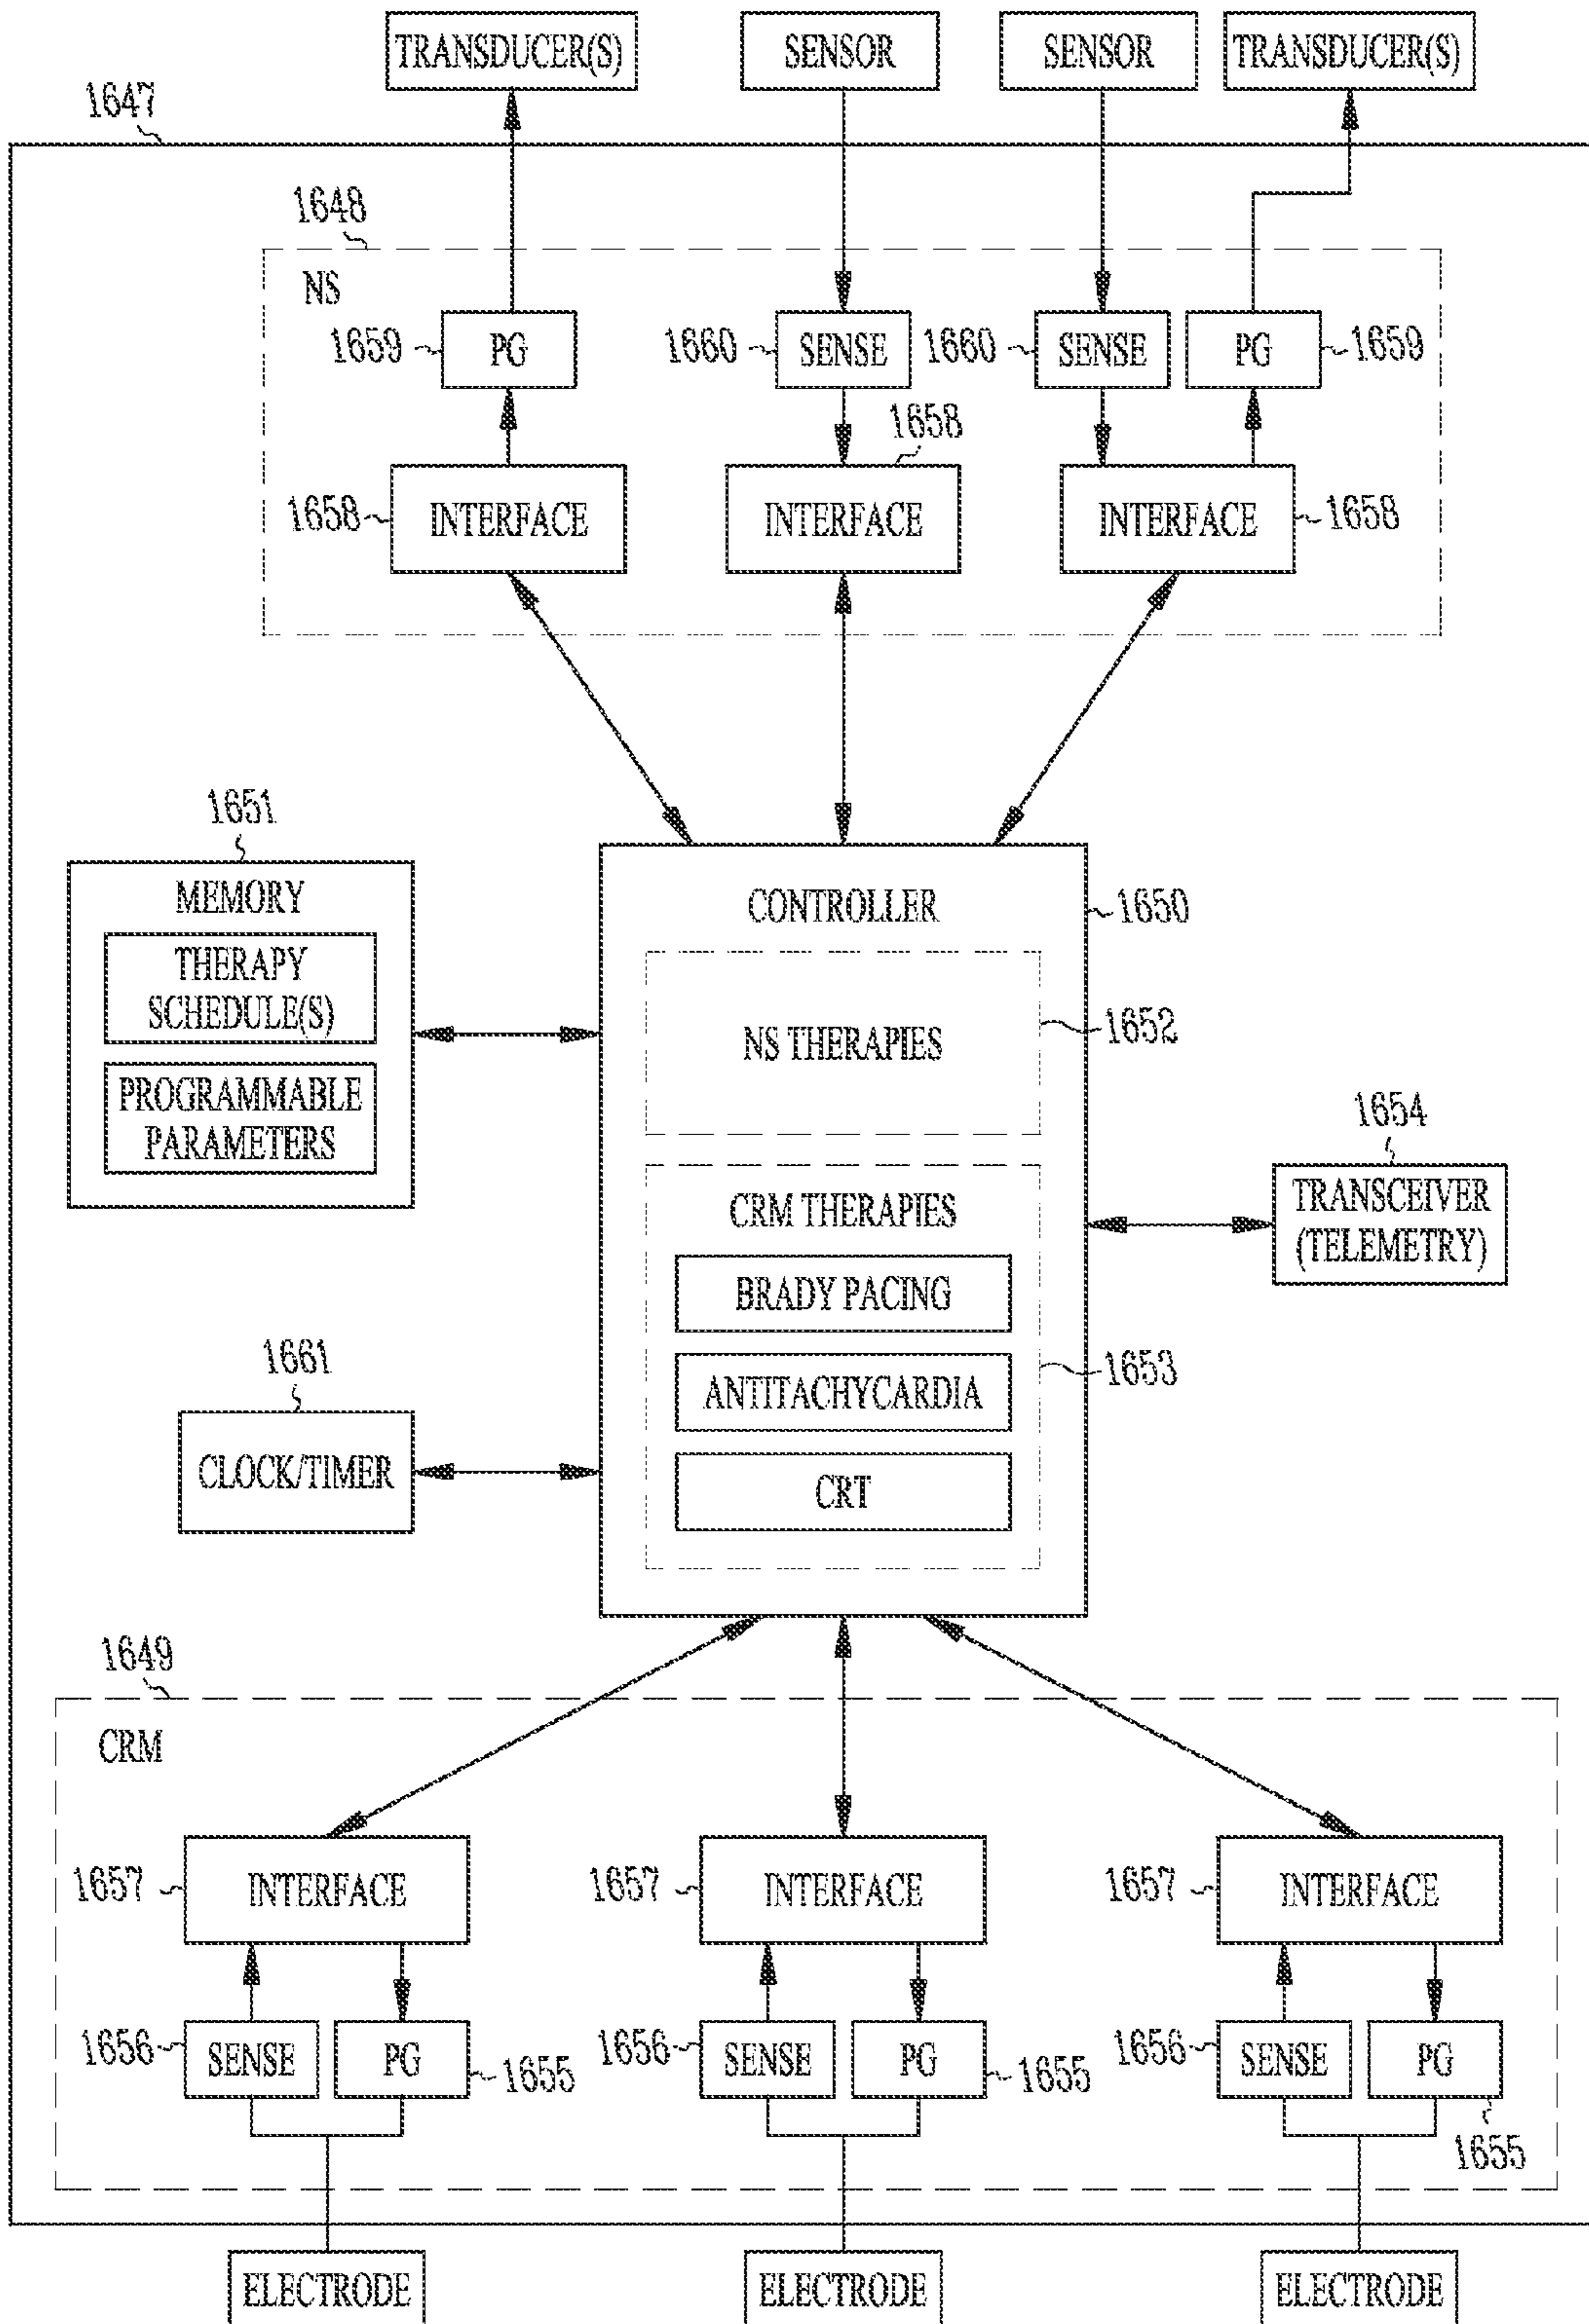 TRANSDUCER(S)
SENSOR
SENSOR
TRANSDUCER(S)
1647
1648
NS
1659
PG
1660
SENSE
1660
SENSE
PG
1659
1658
1658
INTERFACE
INTERFACE
INTERFACE
1658
1651
MEMORY
THERAPY
SCHEDULE(S)
PROGRAMMABLE
PARAMETERS
CONTROLLER
1650
NS THERAPIES
1652
1654
TRANSCEIVER
(TELEMETRY)
CRM THERAPIES
BRADY PACING
ANTITACHYCARDIA
CRT
1653
1661
CLOCK/TIMER
1649
CRM
1657
INTERFACE
1657
INTERFACE
1657
INTERFACE
1656
SENSE
PG
1655
1656
SENSE
PG
1655
1656
SENSE
PG
1655
ELECTRODE
ELECTRODE
ELECTRODE